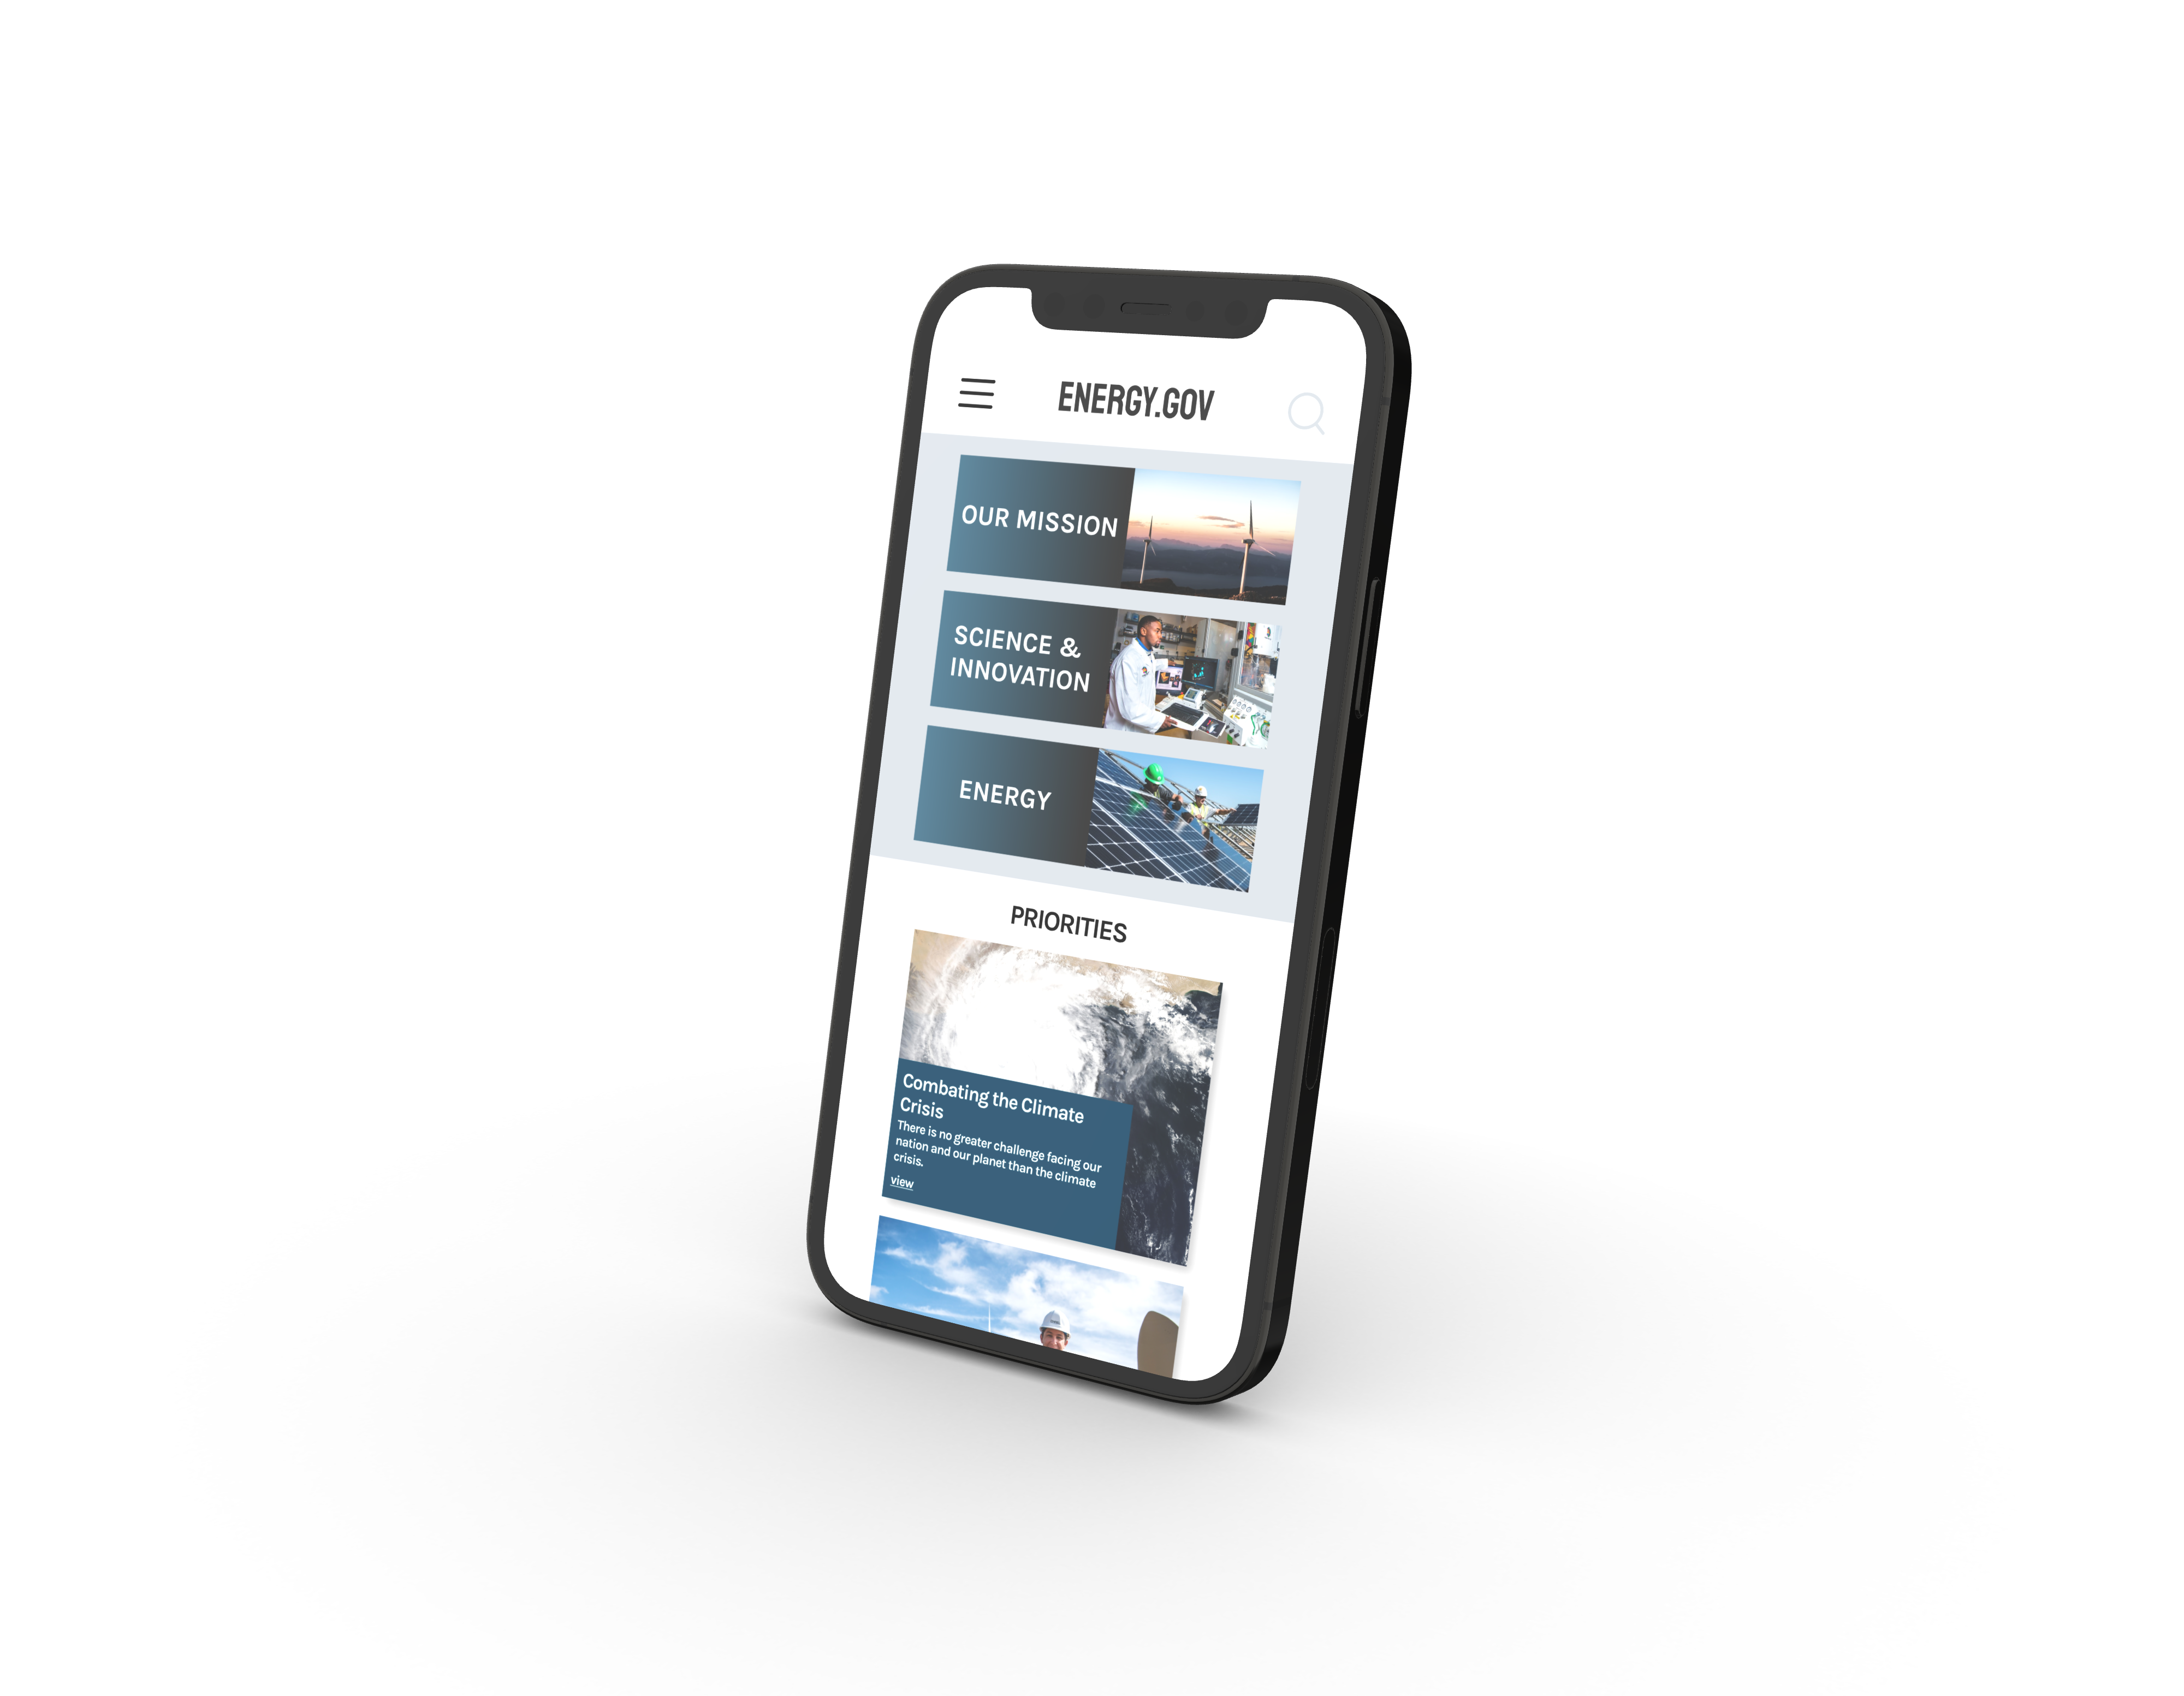 ENERGY.GOV
OUR MISSION
SCIENCE &
INNOVATION
ENERGY
PRIORITIES
Combating the Climate
Crisis
There is no greater challenge facing our
nation and our planet than the climate
crisis.
view